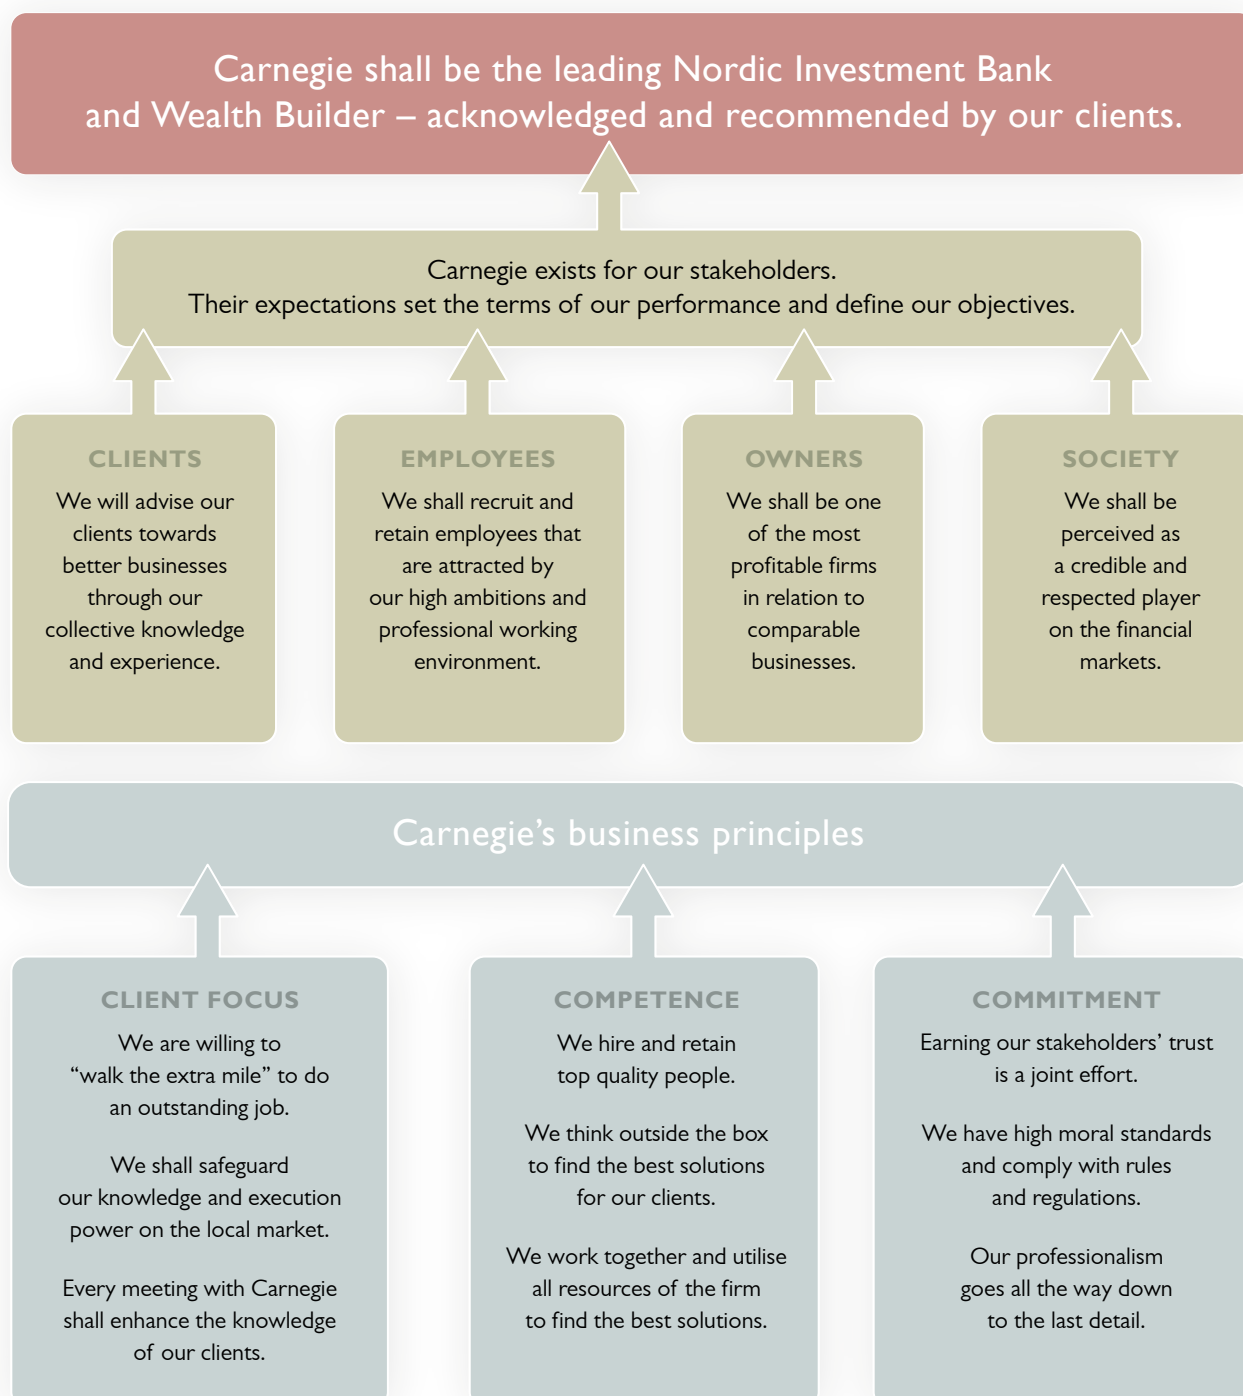 Carnegie shall be the leading Nordic Investment Bank
and Wealth Builder – acknowledged and recommended by our clients.
Carnegie exists for our stakeholders.
Their expectations set the terms of our performance and define our objectives.
CLIENTS
We will advise our
clients towards
better businesses
through our
collective knowledge
and experience.
EMPLOYEES
We shall recruit and
retain employees that
are attracted by
our high ambitions and
professional working
environment.
OWNERS
We shall be one
of the most
profitable firms
in relation to
comparable
businesses.
SOCIETY
We shall be
perceived as
a credible and
respected player
on the financial
markets.
Carnegie’s business principles
CLIENT FOCUS
We are willing to
“walk the extra mile” to do
an outstanding job.
We shall safeguard
our knowledge and execution
power on the local market.
Every meeting with Carnegie
shall enhance the knowledge
of our clients.
COMPETENCE
We hire and retain
top quality people.
We think outside the box
to find the best solutions
for our clients.
We work together and utilise
all resources of the firm
to find the best solutions.
COMMITMENT
Earning our stakeholders’ trust
is a joint effort.
We have high moral standards
and comply with rules
and regulations.
Our professionalism
goes all the way down
to the last detail.